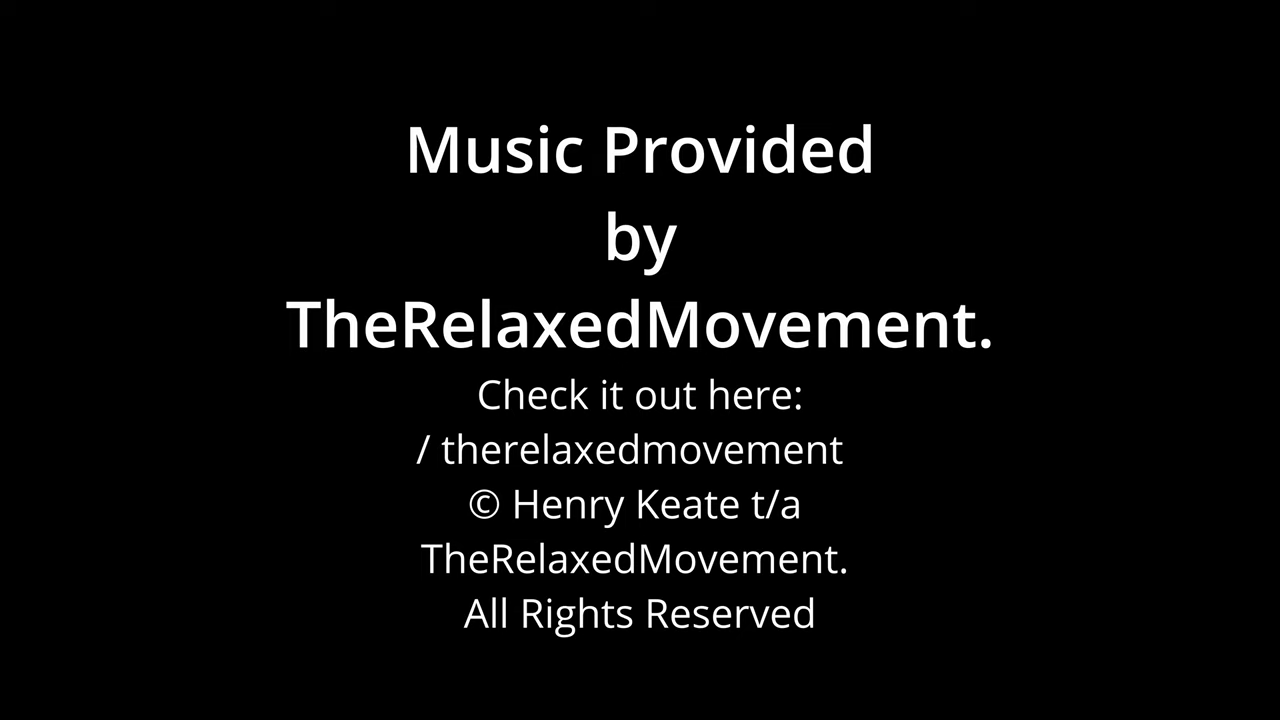 Music Provided
by
TheRelaxedMovement.
Check it out here:
/ therelaxedmovement
© Henry Keate t/a
TheRelaxedMovement.
All Rights Reserved